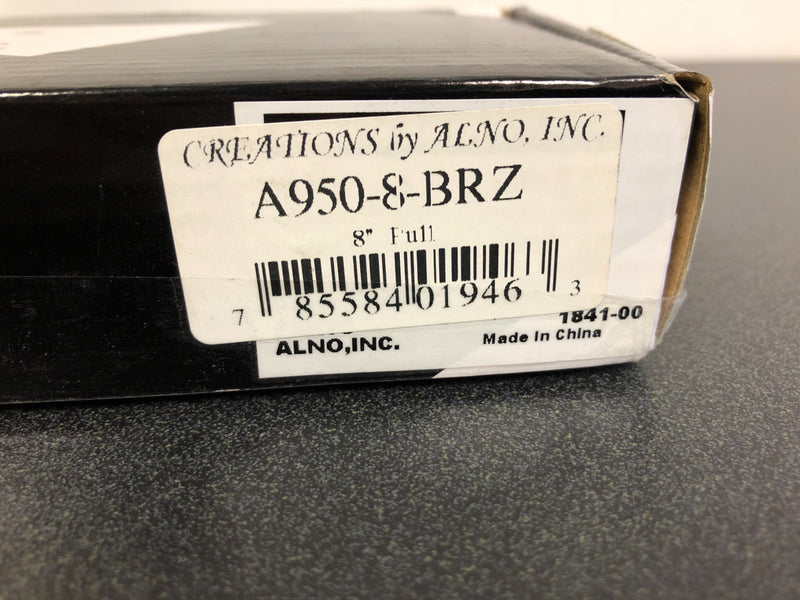 CREATIONS by ALNO, INC.
A950-8-BRZ
8" Pull
7 85584 01946 3
1841-00
ALNO,INC.
Made In China